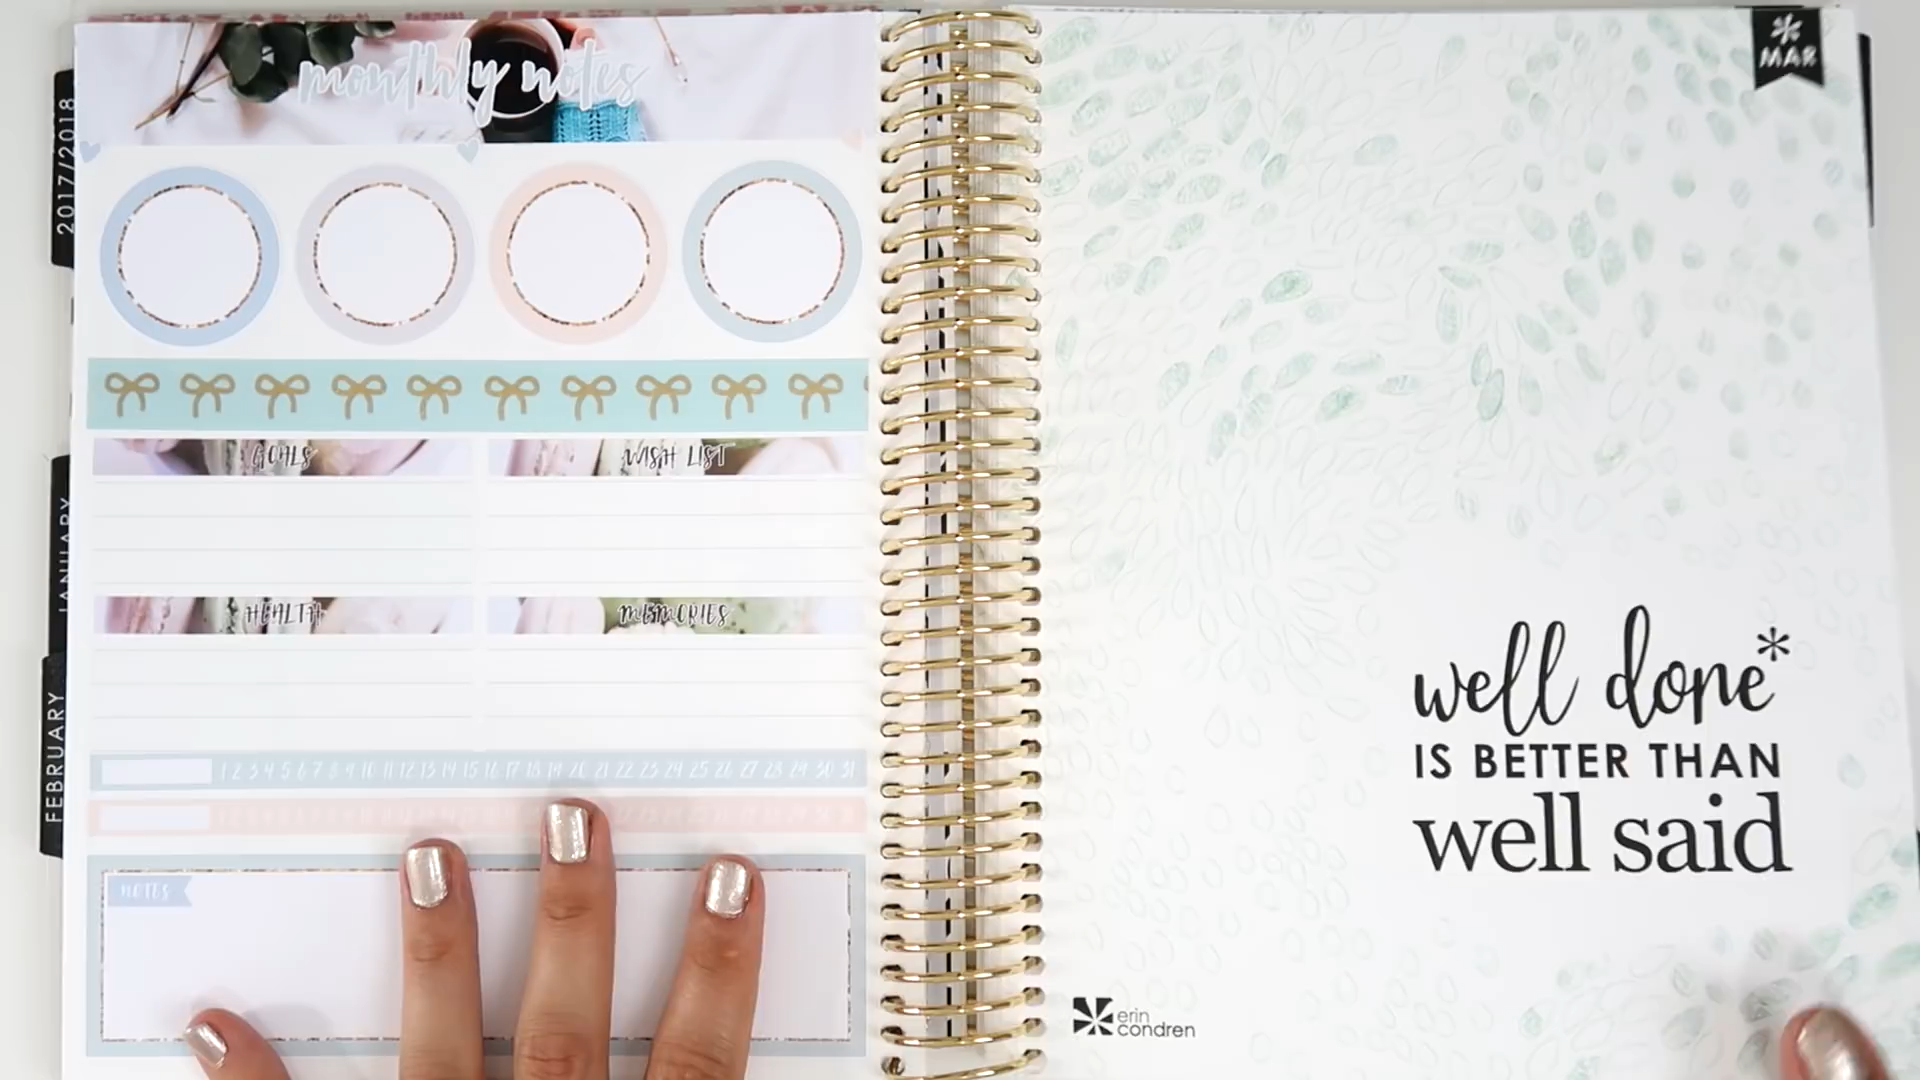 monthly notes
2017/2018
GOALS
WISH LIST
JANUARY
HEALTH
MEMORIES
FEBRUARY
1 2 3 4 5 6 7 8 9 10 11 12 13 14 15 16 17 18 19 20 21 22 23 24 25 26 27 28 29 30 31
NOTES
* MAR
well done*
IS BETTER THAN
well said
erin
condren